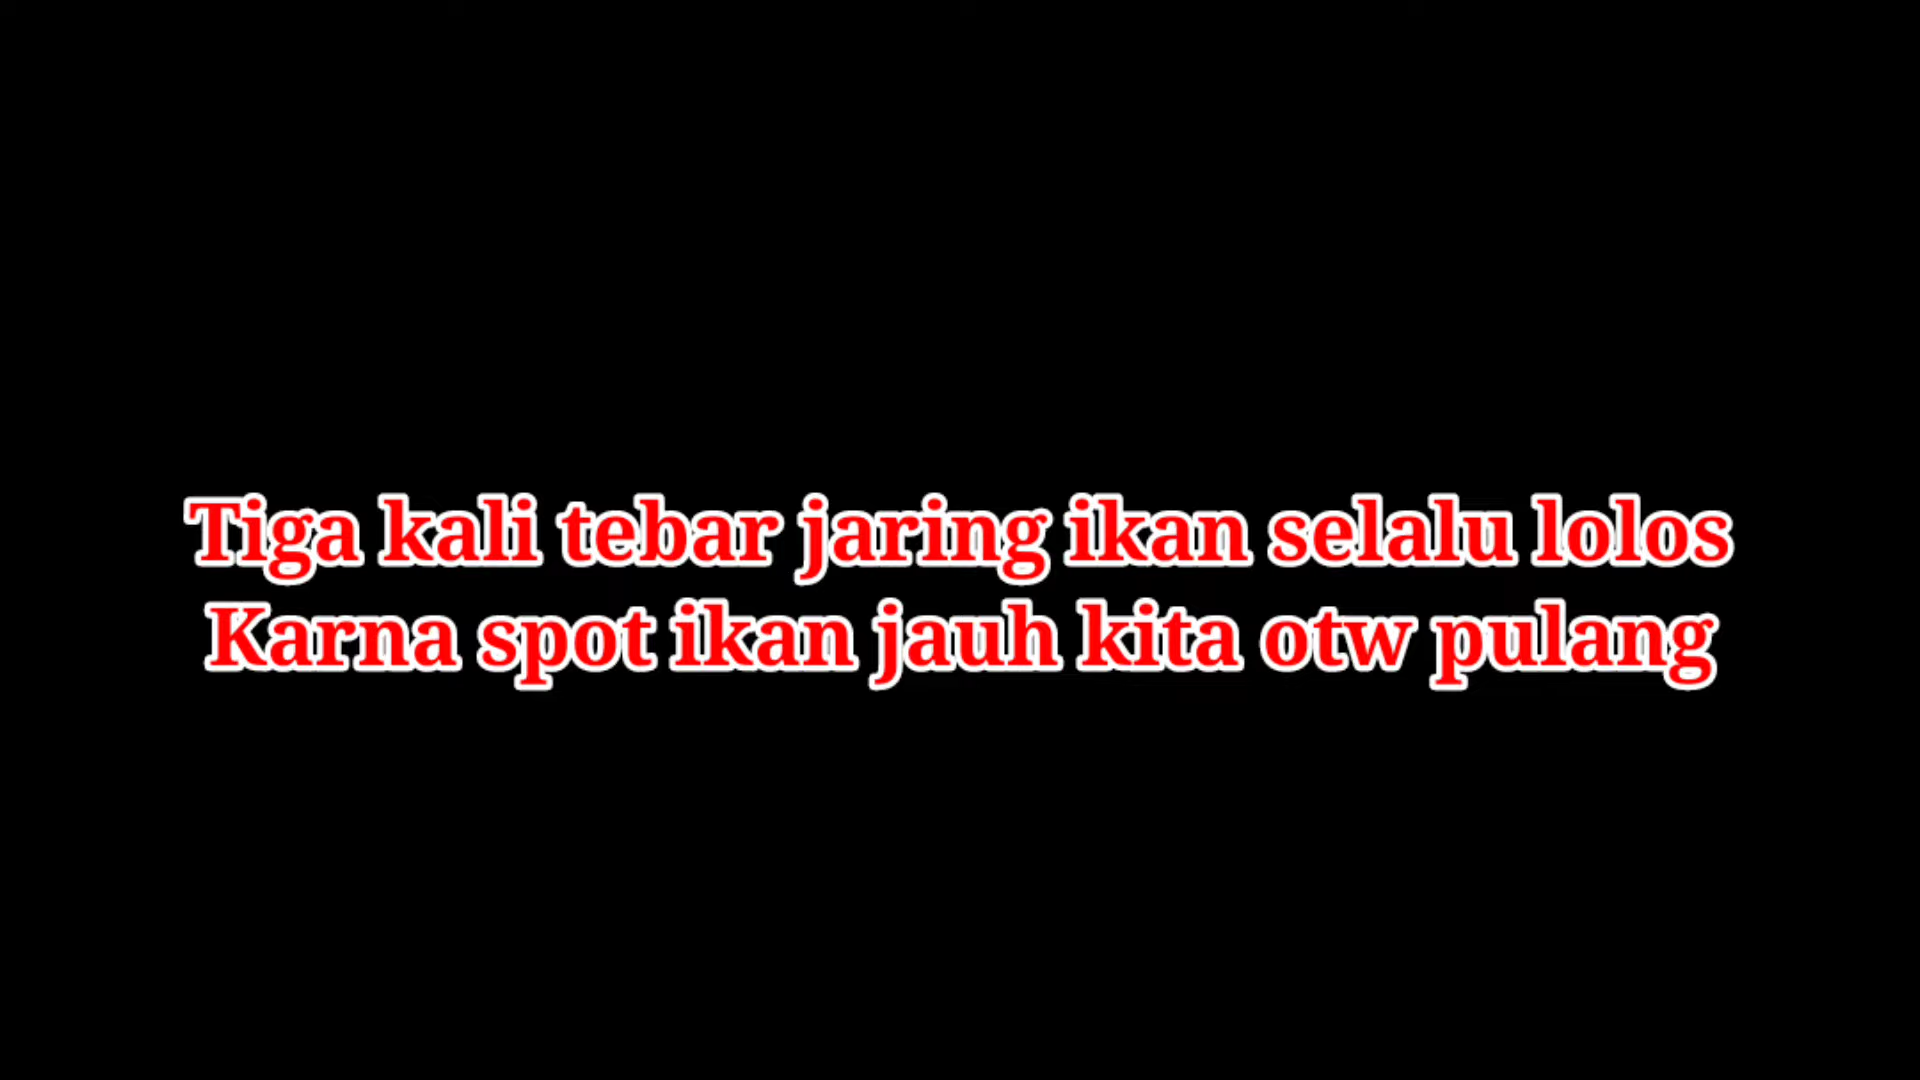 Tiga kali tebar jaring ikan selalu lolos
Karna spot ikan jauh kita otw pulang